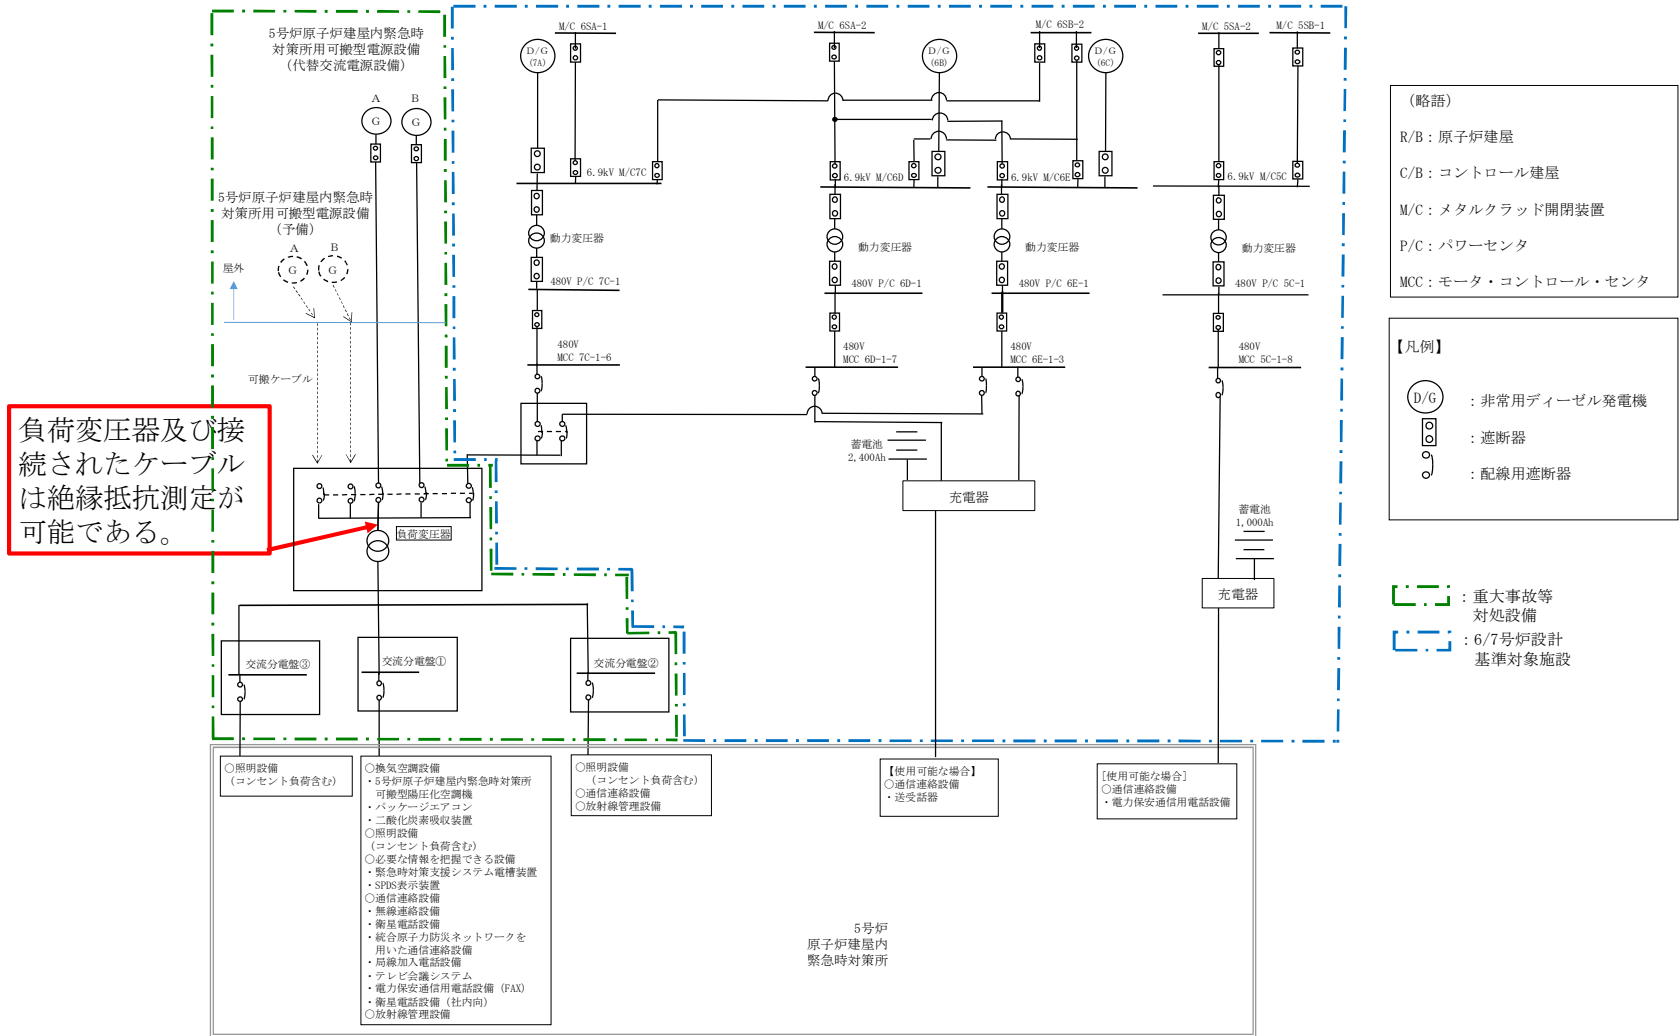 5号炉原子炉建屋内緊急時
対策所用可搬型電源設備
（代替交流電源設備）
A
B
G
G
5号炉原子炉建屋内緊急時
対策所用可搬型電源設備
（予備）
A
B
G
G
屋外
可搬ケーブル
負荷変圧器及び接
続されたケーブル
は絶縁抵抗測定が
可能である。
負荷変圧器
交流分電盤③
交流分電盤①
交流分電盤②
M/C 6SA-1
D/G
(7A)
6.9kV M/C7C
動力変圧器
480V P/C 7C-1
480V
MCC 7C-1-6
M/C 6SA-2
D/G
(6B)
6.9kV M/C6D
動力変圧器
480V P/C 6D-1
480V
MCC 6D-1-7
M/C 6SB-2
D/G
(6C)
6.9kV M/C6E
動力変圧器
480V P/C 6E-1
480V
MCC 6E-1-3
蓄電池
2,400Ah
充電器
M/C 5SA-2
M/C 5SB-1
6.9kV M/C5C
動力変圧器
480V P/C 5C-1
480V
MCC 5C-1-8
蓄電池
1,000Ah
充電器
○照明設備
（コンセント負荷含む）
○換気空調設備
・5号炉原子炉建屋内緊急時対策所
可搬型陽圧化空調機
・パッケージエアコン
・二酸化炭素吸収装置
○照明設備
（コンセント負荷含む）
○必要な情報を把握できる設備
・緊急時対策支援システム電槽装置
・SPDS表示装置
○通信連絡設備
・無線連絡設備
・衛星電話設備
・統合原子力防災ネットワークを
用いた通信連絡設備
・局線加入電話設備
・テレビ会議システム
・電力保安通信用電話設備（FAX）
・衛星電話設備（社内向）
○放射線管理設備
○照明設備
（コンセント負荷含む）
○通信連絡設備
○放射線管理設備
【使用可能な場合】
○通信連絡設備
・送受話器
［使用可能な場合］
○通信連絡設備
・電力保安通信用電話設備
5号炉
原子炉建屋内
緊急時対策所
（略語）
R/B：原子炉建屋
C/B：コントロール建屋
M/C：メタルクラッド開閉装置
P/C：パワーセンタ
MCC：モータ・コントロール・センタ
【凡例】
D/G ：非常用ディーゼル発電機
：遮断器
：配線用遮断器
：重大事故等
対処設備
：6/7号炉設計
基準対象施設